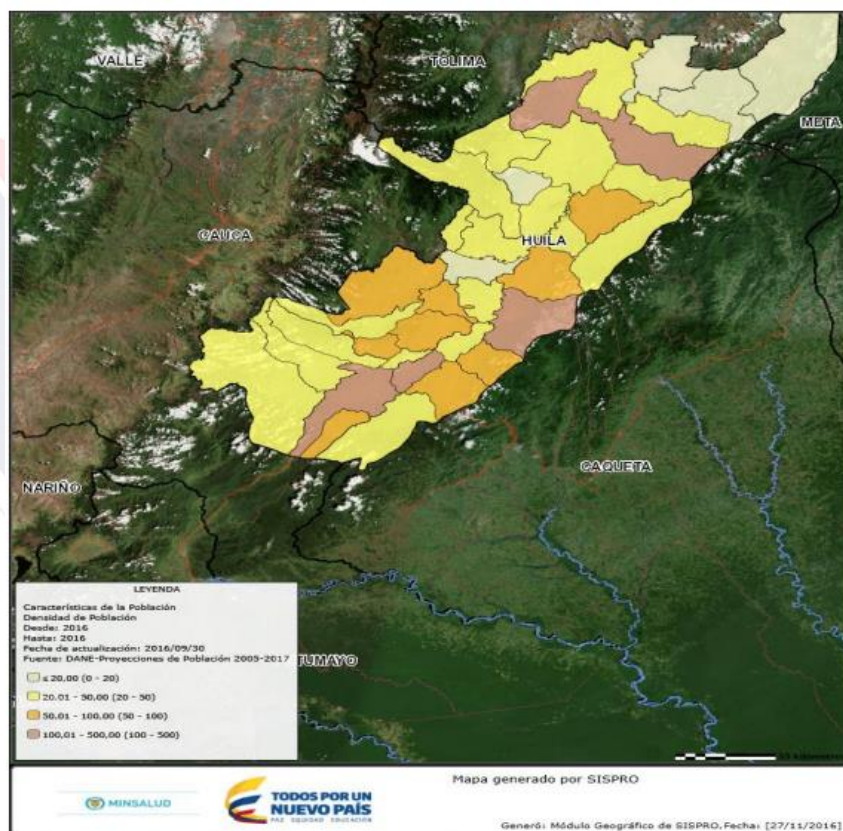 VALLE
TOLIMA
META
CAUCA
HUILA
NARIÑO
CAQUETA
TUMAYO
LEYENDA
Características de la Población
Densidad de Población
Desde: 2016
Hasta: 2016
Fecha de actualización: 2016/09/30
Fuente: DANE-Proyecciones de Población 2005-2017
≤ 20,00 (0 - 20)
20.01 - 50,00 (20 - 50)
50,01 - 100,00 (50 - 100)
100,01 - 500,00 (100 - 500)
Mapa generado por SISPRO
MINSALUD
TODOS POR UN
NUEVO PAÍS
PAZ EQUIDAD EDUCACIÓN
Generó: Módulo Geográfico de SISPRO, Fecha: [27/11/2016]